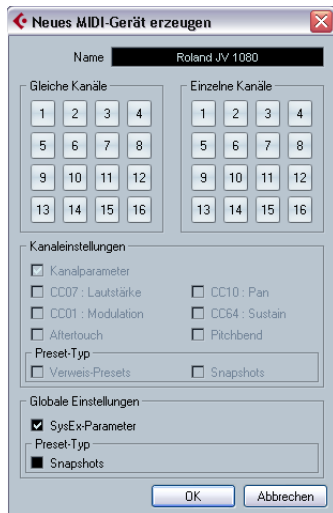 Neues MIDI-Gerät erzeugen
Name Roland JV 1080
Gleiche Kanäle Einzelne Kanäle
1 2 3 4 1 2 3 4
5 6 7 8 5 6 7 8
9 10 11 12 9 10 11 12
13 14 15 16 13 14 15 16
Kanaleinstellungen
Kanalparameter
CC07 : Lautstärke CC10 : Pan
CC01 : Modulation CC64 : Sustain
Aftertouch Pitchbend
Preset-Typ
Verweis-Presets Snapshots
Globale Einstellungen
SysEx-Parameter
Preset-Typ
Snapshots
OK Abbrechen